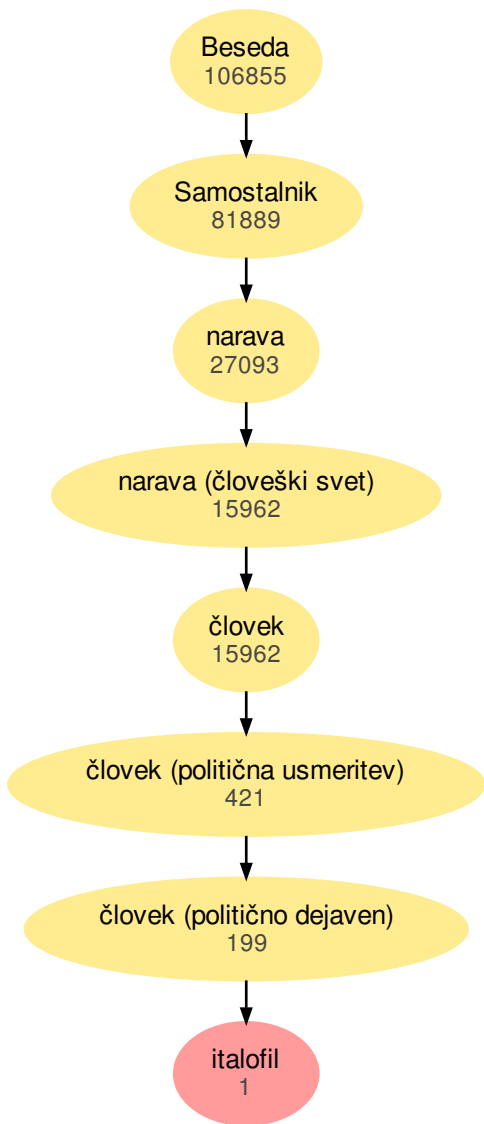 Beseda
106855
Samostalnik
81889
narava
27093
narava (človeški svet)
15962
človek
15962
človek (politična usmeritev)
421
človek (politično dejaven)
199
italofil
1